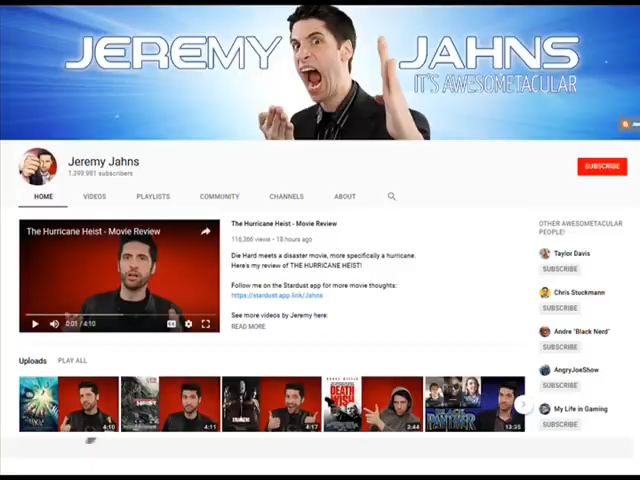 JEREMY JAHNS
IT'S AWESOMETACULAR
Jeremy Jahns
1,399,981 subscribers
SUBSCRIBE
HOME VIDEOS PLAYLISTS COMMUNITY CHANNELS ABOUT
The Hurricane Heist - Movie Review
0:01 / 4:10
The Hurricane Heist - Movie Review
116,366 views - 18 hours ago
Die Hard meets a disaster movie, more specifically a hurricane.
Here's my review of THE HURRICANE HEIST!
Follow me on the Stardust app for more movie thoughts:
https://stardust.app.link/Jahns
See more videos by Jeremy here:
READ MORE
OTHER AWESOMETACULAR
PEOPLE!
Taylor Davis
SUBSCRIBE
Chris Stuckmann
SUBSCRIBE
Andre "Black Nerd"
SUBSCRIBE
AngryJoeShow
SUBSCRIBE
My Life in Gaming
SUBSCRIBE
Uploads PLAY ALL
DEATH
WISH
PANTHER
4:10
4:11
4:17
3:44
13:35